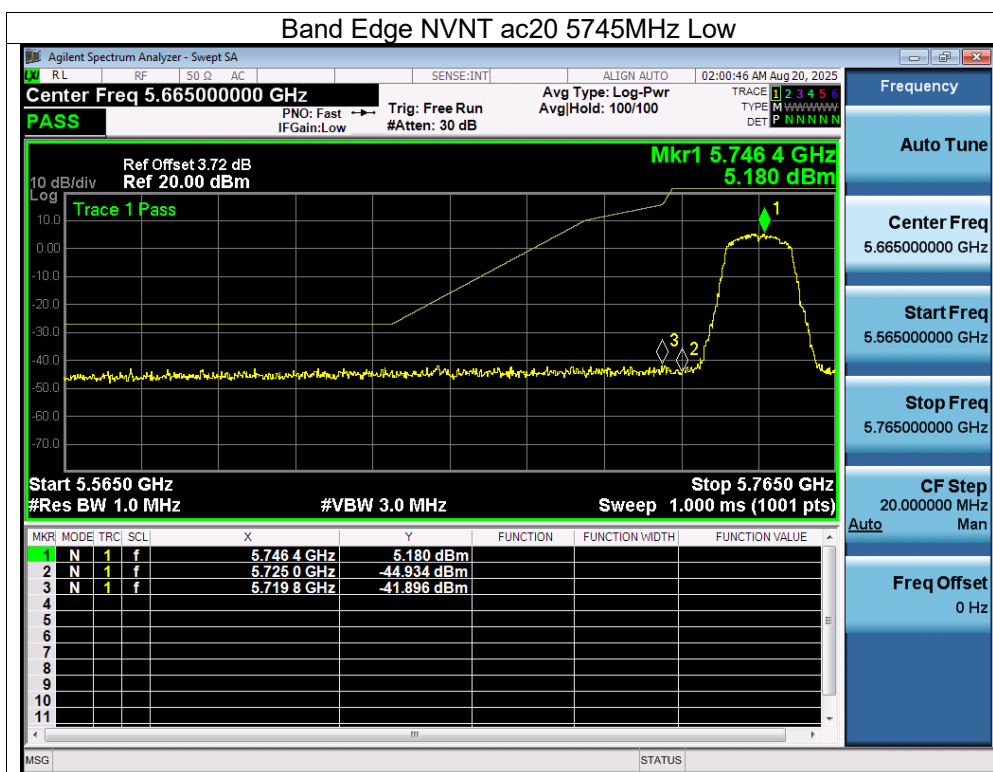 Band Edge NVNT ac20 5745MHz Low
Agilent Spectrum Analyzer - Swept SA
LXI RL RF 50 Ω AC SENSE:INT ALIGN AUTO 02:00:46 AM Aug 20, 2025
Center Freq 5.665000000 GHz Avg Type: Log-Pwr TRACE 1 2 3 4 5 6
PNO: Fast Trig: Free Run Avg|Hold: 100/100 TYPE M WWWWW
PASS IFGain:Low #Atten: 30 dB DET P N N N N N
Mkr1 5.746 4 GHz
Ref Offset 3.72 dB
10 dB/div Ref 20.00 dBm 5.180 dBm
Log
Trace 1 Pass
1
10.0
0.00
-10.0
-20.0
-30.0
3
2
-40.0
-50.0
-60.0
-70.0
Start 5.5650 GHz Stop 5.7650 GHz
#Res BW 1.0 MHz #VBW 3.0 MHz Sweep 1.000 ms (1001 pts)
MKR MODE TRC SCL X Y FUNCTION FUNCTION WIDTH FUNCTION VALUE
1 N 1 f 5.746 4 GHz 5.180 dBm
2 N 1 f 5.725 0 GHz -44.934 dBm
3 N 1 f 5.719 8 GHz -41.896 dBm
4
5
6
7
8
9
10
11
MSG STATUS
Frequency
Auto Tune
Center Freq
5.665000000 GHz
Start Freq
5.565000000 GHz
Stop Freq
5.765000000 GHz
CF Step
20.000000 MHz
Auto Man
Freq Offset
0 Hz